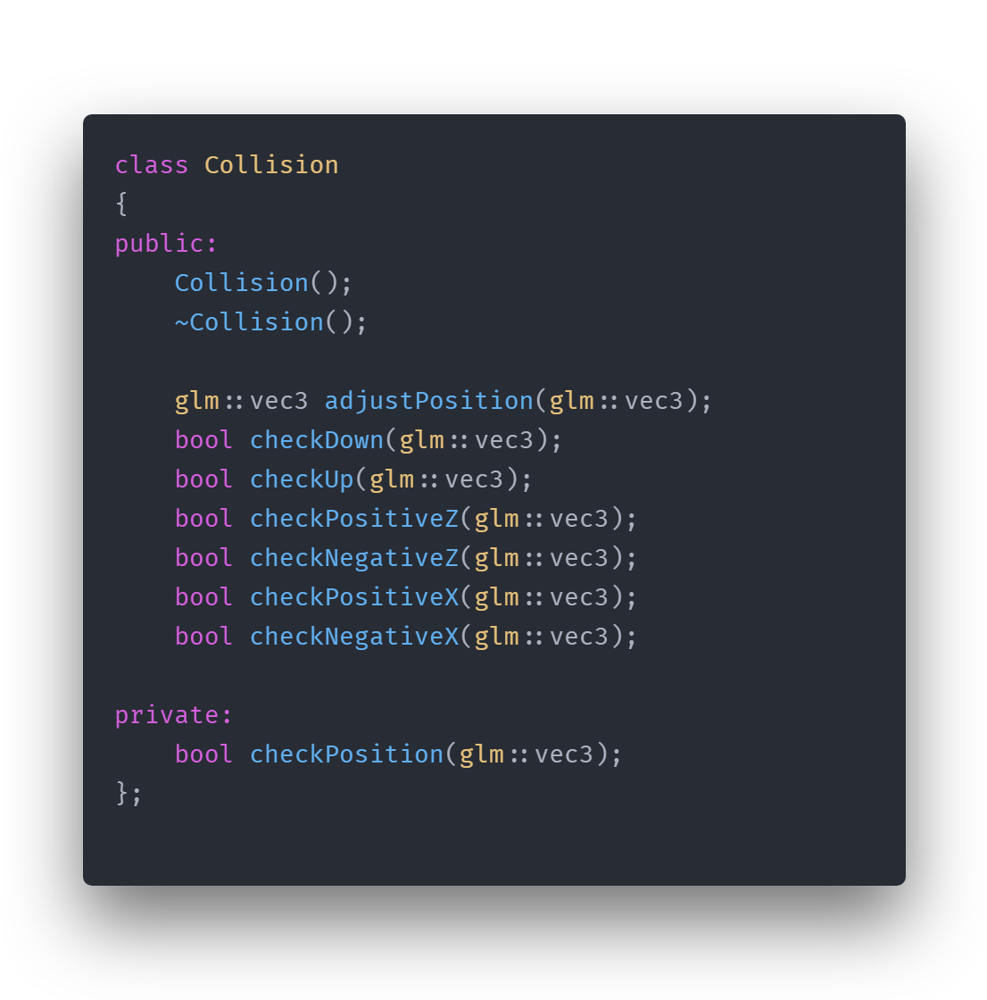 class Collision
{
public:
    Collision();
    ~Collision();

    glm::vec3 adjustPosition(glm::vec3);
    bool checkDown(glm::vec3);
    bool checkUp(glm::vec3);
    bool checkPositiveZ(glm::vec3);
    bool checkNegativeZ(glm::vec3);
    bool checkPositiveX(glm::vec3);
    bool checkNegativeX(glm::vec3);

private:
    bool checkPosition(glm::vec3);
};